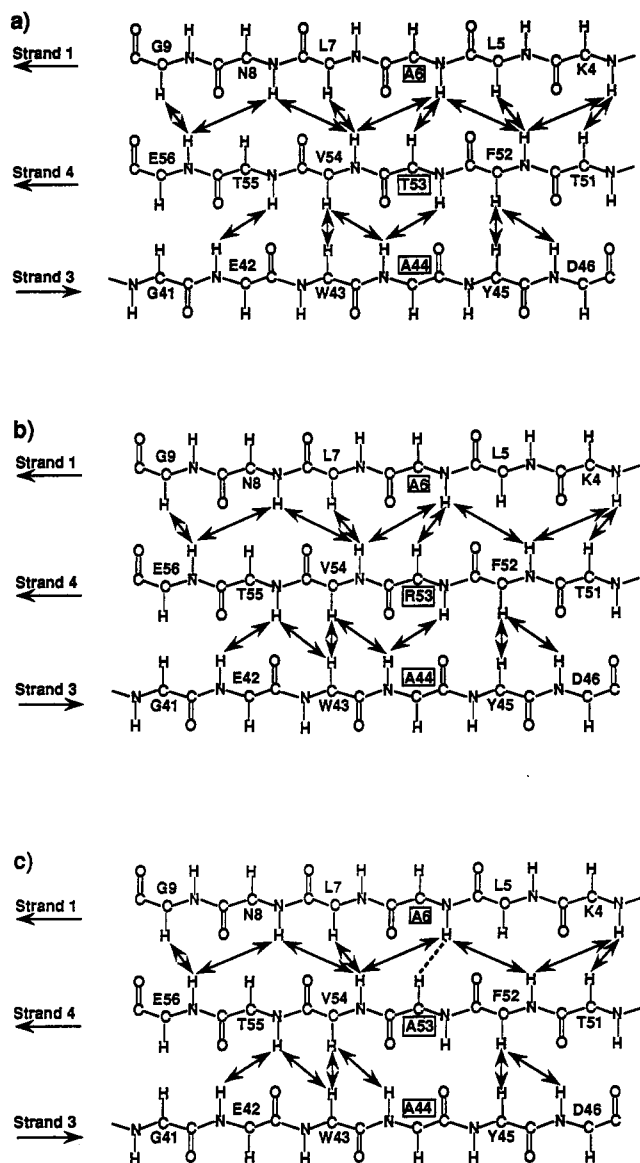 a)
Strand 1
G9 N8 L7 A6 L5 K4
Strand 4
E56 T55 V54 T53 F52 T51
Strand 3
G41 E42 W43 A44 Y45 D46
b)
Strand 1
G9 N8 L7 A6 L5 K4
Strand 4
E56 T55 V54 R53 F52 T51
Strand 3
G41 E42 W43 A44 Y45 D46
c)
Strand 1
G9 N8 L7 A6 L5 K4
Strand 4
E56 T55 V54 A53 F52 T51
Strand 3
G41 E42 W43 A44 Y45 D46